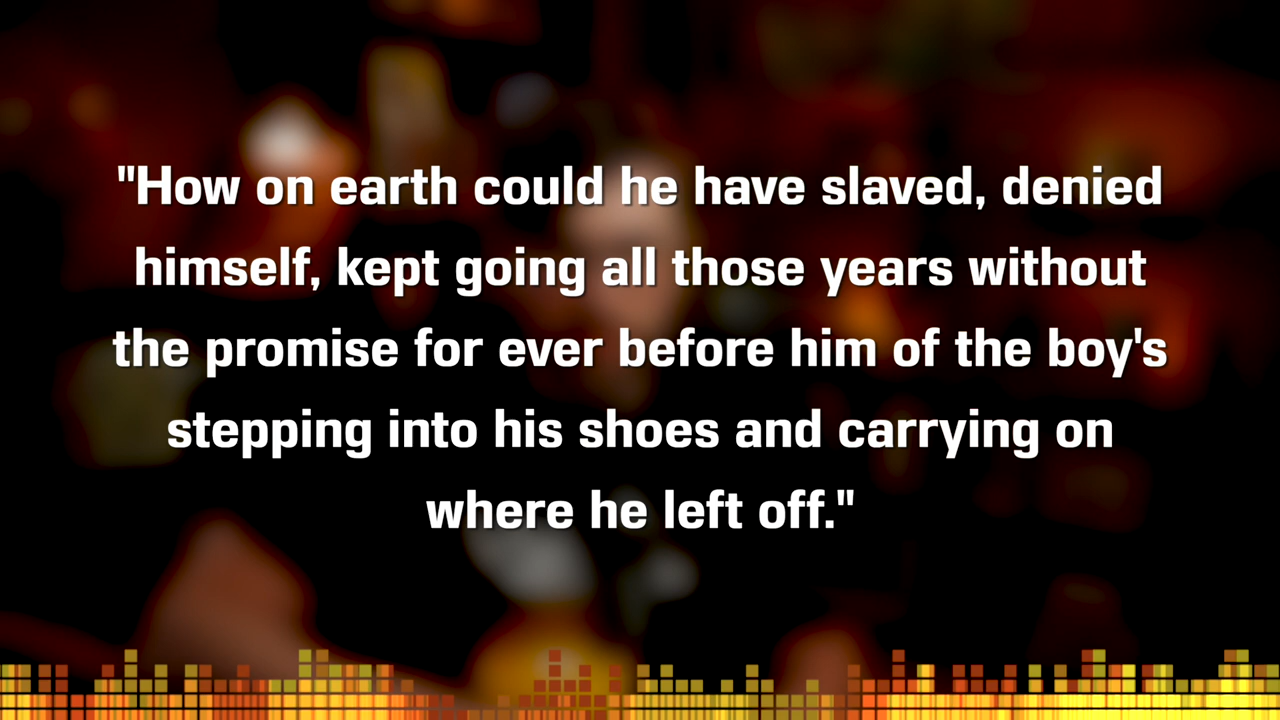 "How on earth could he have slaved, denied
himself, kept going all those years without
the promise for ever before him of the boy's
stepping into his shoes and carrying on
where he left off."